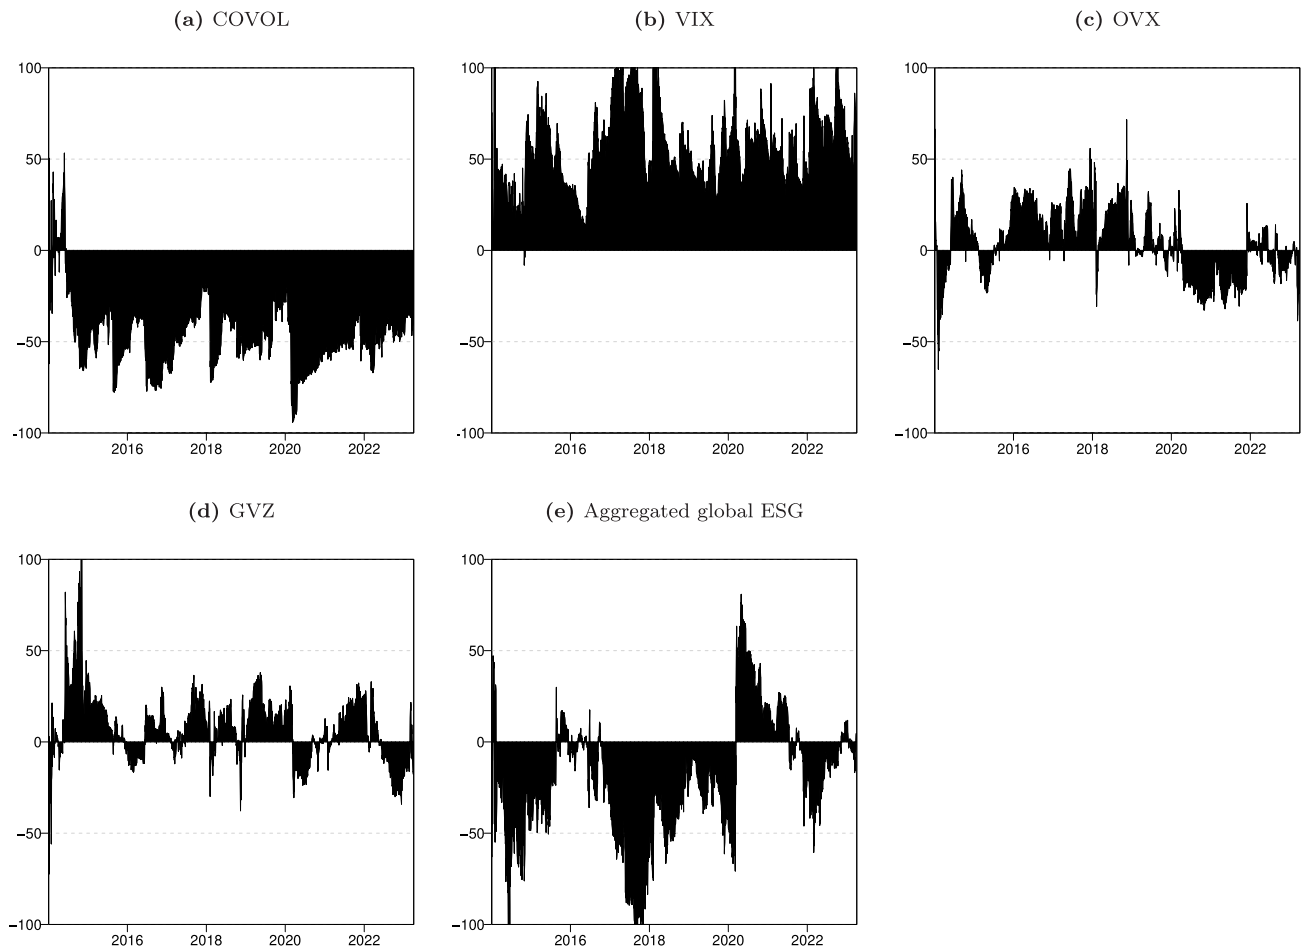 (a) COVOL (b) VIX (c) OVX
100 100 100
50 50 50
0 0 0
−50 −50 −50
-100 -100 -100
2016 2018 2020 2022 2016 2018 2020 2022 2016 2018 2020 2022
(d) GVZ (e) Aggregated global ESG
100 100
50 50
0 0
−50 −50
−100 −100
2016 2018 2020 2022 2016 2018 2020 2022